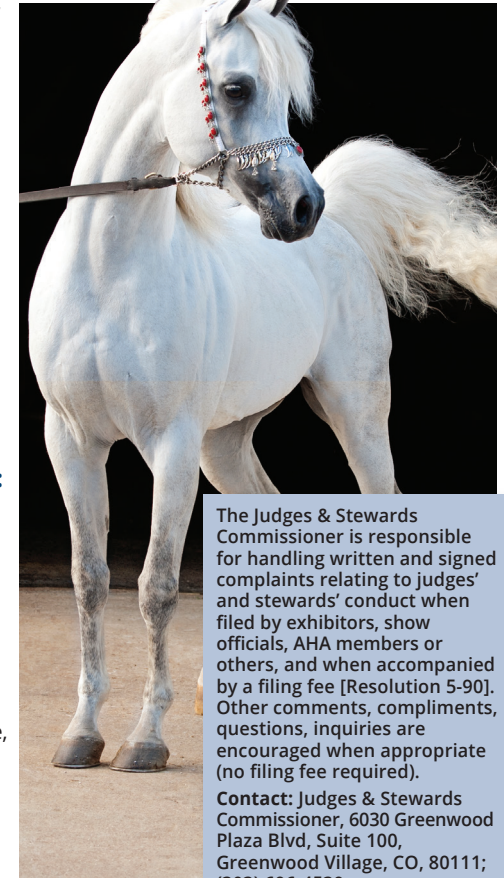 The Judges & Stewards
Commissioner is responsible
for handling written and signed
complaints relating to judges’
and stewards’ conduct when
filed by exhibitors, show
officials, AHA members or
others, and when accompanied
by a filing fee [Resolution 5-90].
Other comments, compliments,
questions, inquiries are
encouraged when appropriate
(no filing fee required).
Contact: Judges & Stewards
Commissioner, 6030 Greenwood
Plaza Blvd, Suite 100,
Greenwood Village, CO, 80111;